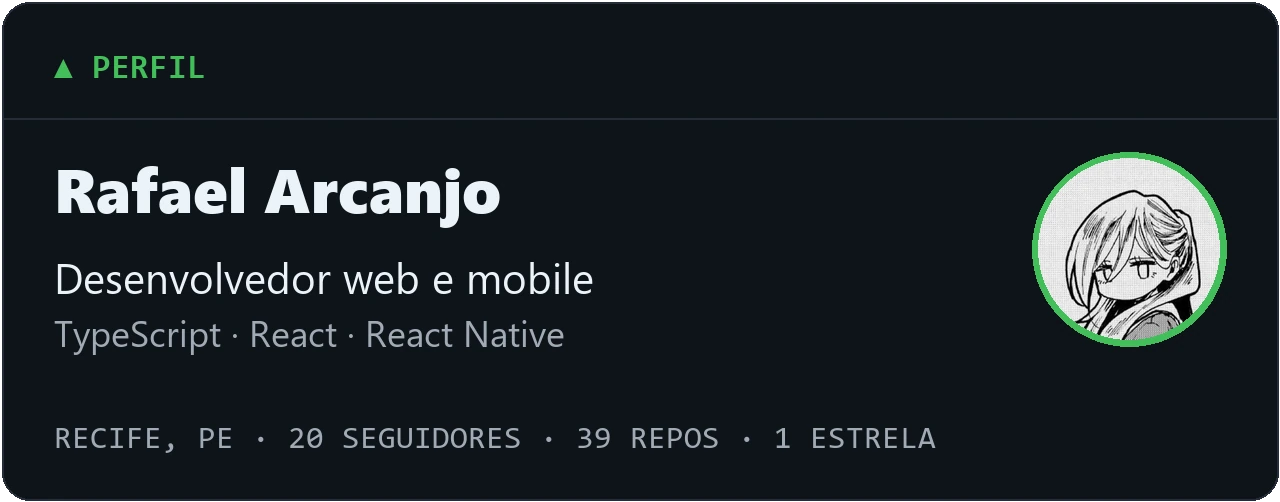 ▲ PERFIL
Rafael Arcanjo
Desenvolvedor web e mobile
TypeScript · React · React Native
RECIFE, PE · 20 SEGUIDORES · 39 REPOS · 1 ESTRELA